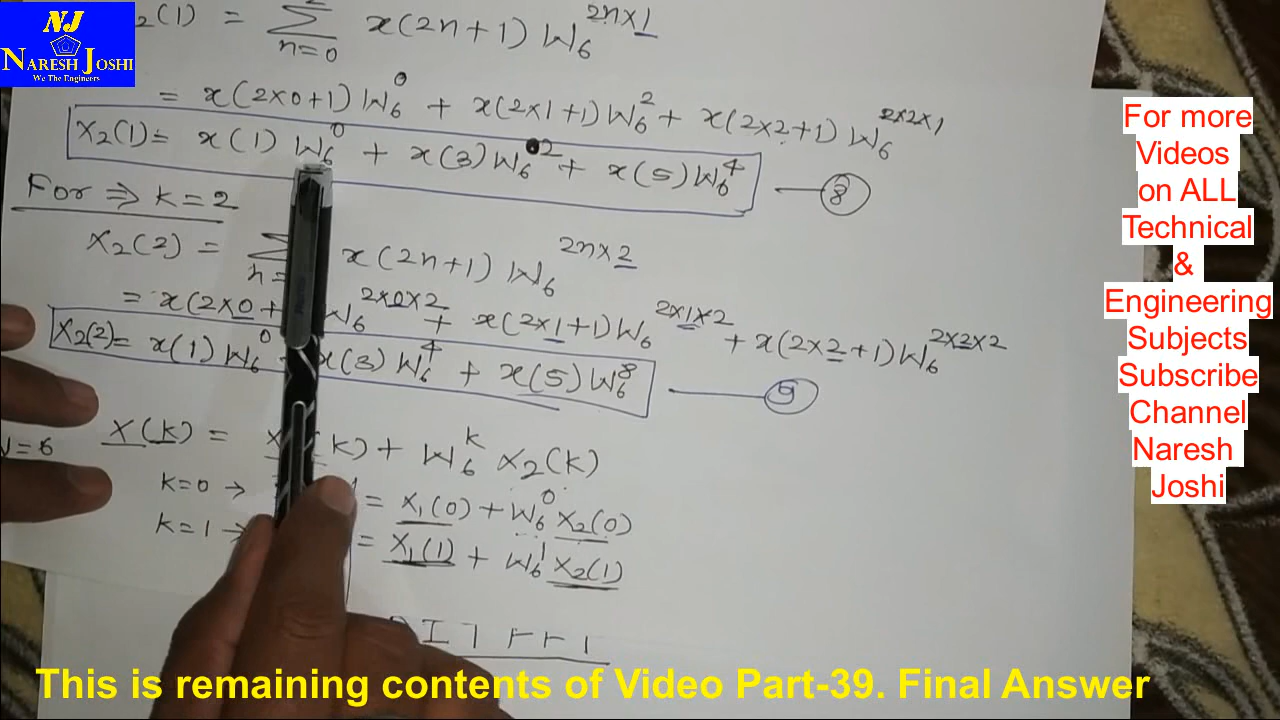 NJ
NARESH JOSHI
We The Engineers
₂(1) = Σ n=0 x(2n+1) W₆^2n×1
= x(2×0+1) W₆^0 + x(2×1+1) W₆^2 + x(2×2+1) W₆^2×2×1
X₂(1) = x(1) W₆^0 + x(3) W₆^2 + x(5) W₆^4 — 8
For ⇒ k=2
X₂(2) = Σ x(2n+1) W₆^2n×2
= x(2×0+ W₆^2×0×2 + x(2×1+1) W₆^2×1×2 + x(2×2+1) W₆^2×2×2
X₂(2) = x(1) W₆^0 x(3) W₆^4 + x(5) W₆^8 — 9
=6 X(k) = (k) + W₆^k X₂(k)
k=0 → = X₁(0) + W₆^0 X₂(0)
k=1 → = X₁(1) + W₆^1 X₂(1)
For more
Videos
on ALL
Technical
&
Engineering
Subjects
Subscribe
Channel
Naresh
Joshi
This is remaining contents of Video Part-39. Final Answer